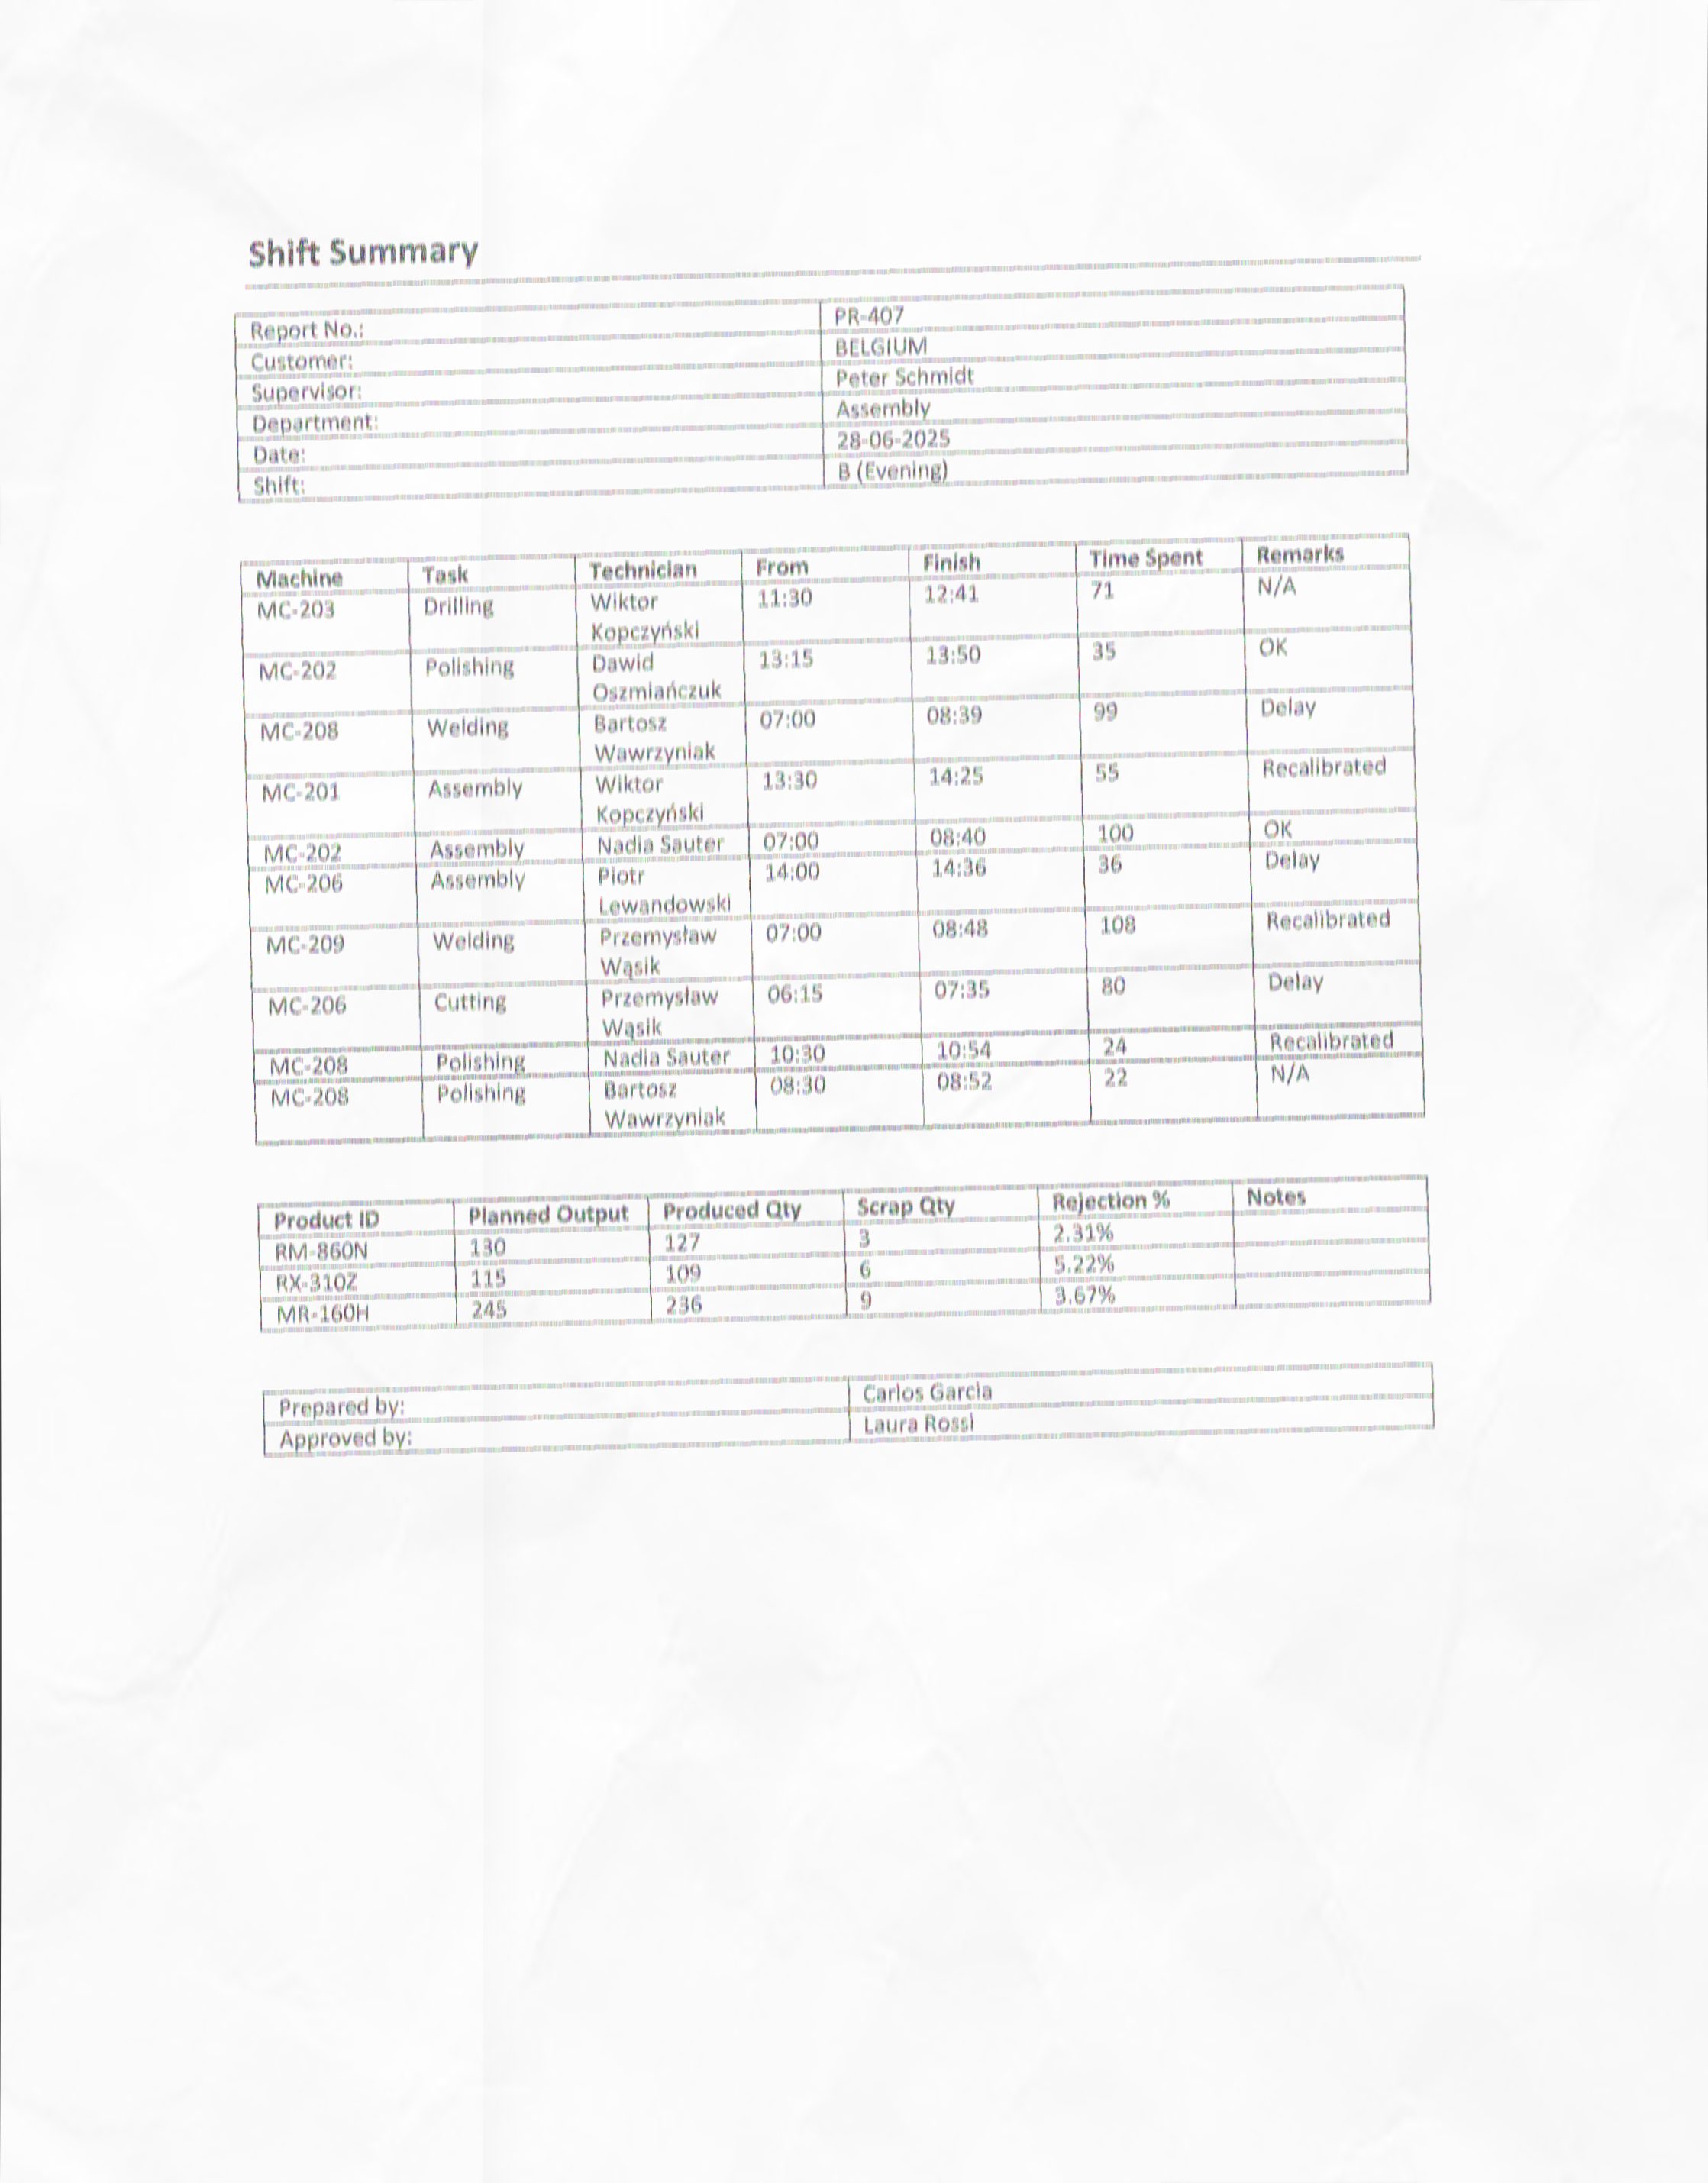 Shift Summary
Report No.: PR-407
Customer: BELGIUM
Supervisor: Peter Schmidt
Department: Assembly
Date: 28-06-2025
Shift: B (Evening)
Machine Task Technician From Finish Time Spent Remarks
MC-203 Drilling Wiktor 11:30 12:41 71 N/A
Kopczyński
MC-202 Polishing Dawid 13:15 13:50 35 OK
Oszmiańczuk
MC-208 Welding Bartosz 07:00 08:39 99 Delay
Wawrzyniak
MC-201 Assembly Wiktor 13:30 14:25 55 Recalibrated
Kopczyński
MC-202 Assembly Nadia Sauter 07:00 08:40 100 OK
MC-206 Assembly Piotr 14:00 14:36 36 Delay
Lewandowski
MC-209 Welding Przemysław 07:00 08:48 108 Recalibrated
Wąsik
MC-206 Cutting Przemysław 06:15 07:35 80 Delay
Wąsik
MC-208 Polishing Nadia Sauter 10:30 10:54 24 Recalibrated
MC-208 Polishing Bartosz 08:30 08:52 22 N/A
Wawrzyniak
Product ID Planned Output Produced Qty Scrap Qty Rejection % Notes
RM-860N 130 127 3 2.31%
RX-310Z 115 109 6 5.22%
MR-160H 245 236 9 3.67%
Prepared by: Carlos Garcia
Approved by: Laura Rossi